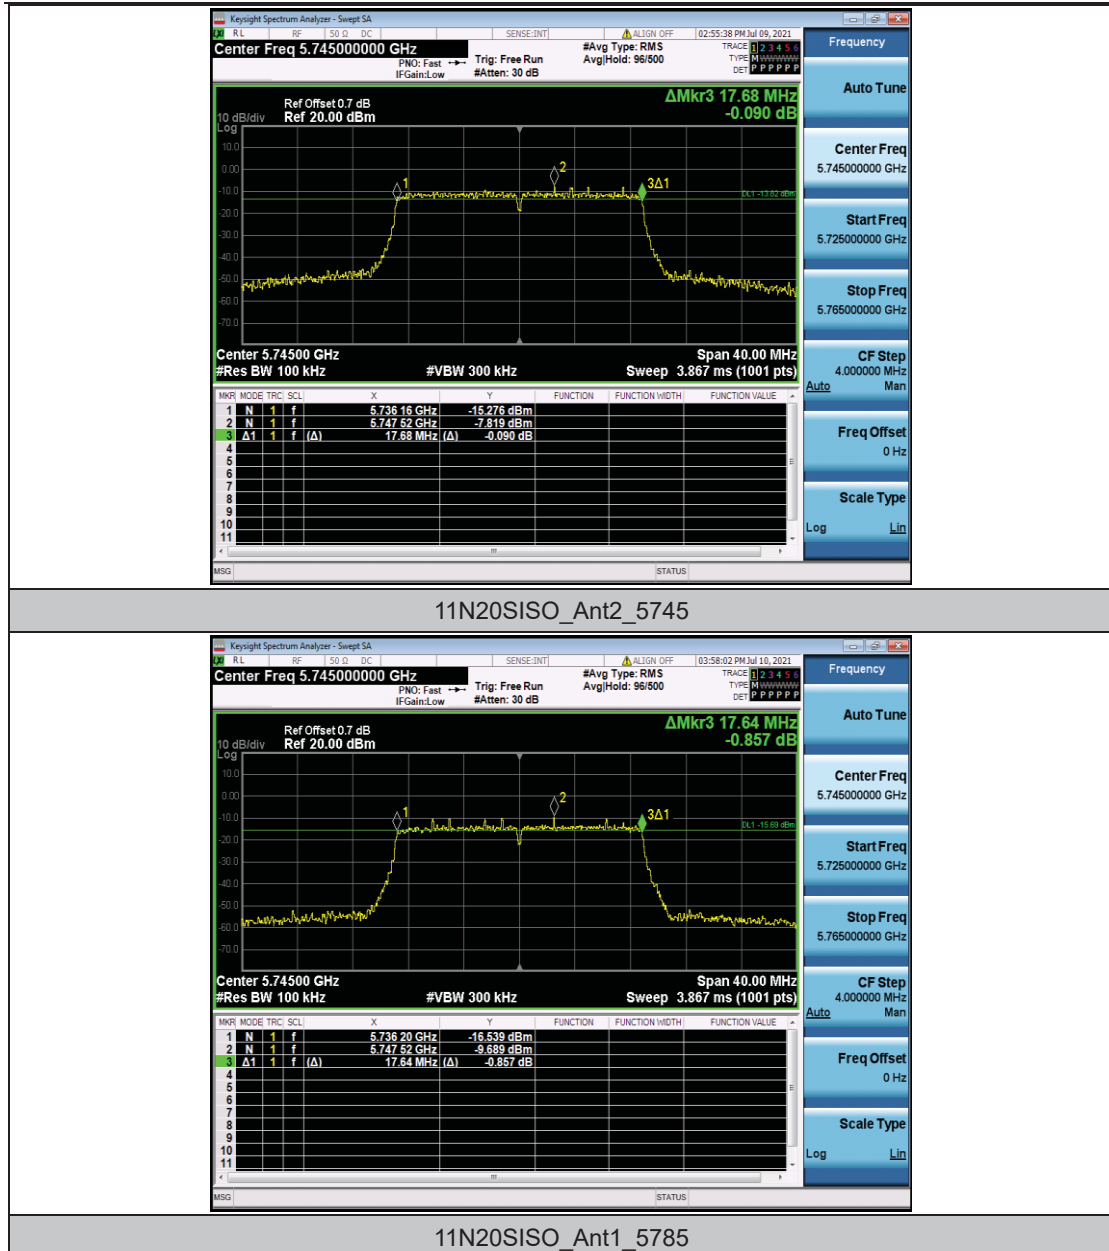 Keysight Spectrum Analyzer - Swept SA
LXI RL RF 50 Ω DC SENSE:INT ALIGN OFF 02:55:38 PM Jul 09, 2021
Center Freq 5.745000000 GHz
PNO: Fast
IFGain:Low
Trig: Free Run
#Atten: 30 dB
#Avg Type: RMS
Avg|Hold: 96/500
TRACE 1 2 3 4 5 6
TYPE M WWWWW
DET P P P P P P
ΔMkr3 17.68 MHz
-0.090 dB
Ref Offset 0.7 dB
10 dB/div Ref 20.00 dBm
Log
10.0
0.00
-10.0
-20.0
-30.0
-40.0
-50.0
-60.0
-70.0
1
2
3Δ1
DL1 -13.82 dBm
Center 5.74500 GHz Span 40.00 MHz
#Res BW 100 kHz #VBW 300 kHz Sweep 3.867 ms (1001 pts)
MKR MODE TRC SCL X Y FUNCTION FUNCTION WIDTH FUNCTION VALUE
1 N 1 f 5.736 16 GHz -15.276 dBm
2 N 1 f 5.747 52 GHz -7.819 dBm
3 Δ1 1 f (Δ) 17.68 MHz (Δ) -0.090 dB
4
5
6
7
8
9
10
11
MSG STATUS
Frequency
Auto Tune
Center Freq
5.745000000 GHz
Start Freq
5.725000000 GHz
Stop Freq
5.765000000 GHz
CF Step
4.000000 MHz
Auto Man
Freq Offset
0 Hz
Scale Type
Log Lin
11N20SISO_Ant2_5745
Keysight Spectrum Analyzer - Swept SA
LXI RL RF 50 Ω DC SENSE:INT ALIGN OFF 03:58:02 PM Jul 10, 2021
Center Freq 5.745000000 GHz
PNO: Fast
IFGain:Low
Trig: Free Run
#Atten: 30 dB
#Avg Type: RMS
Avg|Hold: 96/500
TRACE 1 2 3 4 5 6
TYPE M WWWWW
DET P P P P P P
ΔMkr3 17.64 MHz
-0.857 dB
Ref Offset 0.7 dB
10 dB/div Ref 20.00 dBm
Log
10.0
0.00
-10.0
-20.0
-30.0
-40.0
-50.0
-60.0
-70.0
1
2
3Δ1
DL1 -15.69 dBm
Center 5.74500 GHz Span 40.00 MHz
#Res BW 100 kHz #VBW 300 kHz Sweep 3.867 ms (1001 pts)
MKR MODE TRC SCL X Y FUNCTION FUNCTION WIDTH FUNCTION VALUE
1 N 1 f 5.736 20 GHz -16.539 dBm
2 N 1 f 5.747 52 GHz -9.689 dBm
3 Δ1 1 f (Δ) 17.64 MHz (Δ) -0.857 dB
4
5
6
7
8
9
10
11
MSG STATUS
Frequency
Auto Tune
Center Freq
5.745000000 GHz
Start Freq
5.725000000 GHz
Stop Freq
5.765000000 GHz
CF Step
4.000000 MHz
Auto Man
Freq Offset
0 Hz
Scale Type
Log Lin
11N20SISO_Ant1_5785